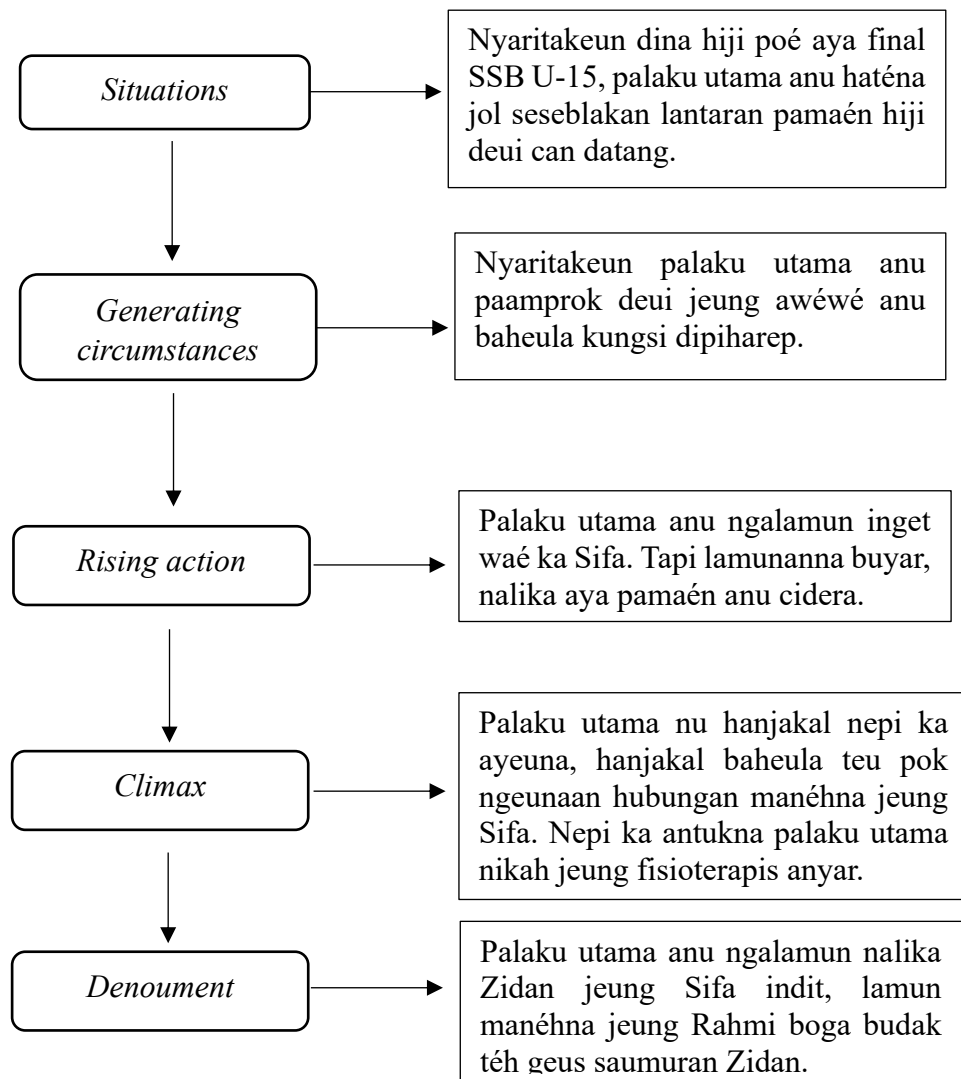 Situations
Nyaritakeun dina hiji poé aya final
SSB U-15, palaku utama anu haténa
jol seseblakan lantaran pamaén hiji
deui can datang.
Generating
circumstances
Nyaritakeun palaku utama anu
paamprok deui jeung awéwé anu
baheula kungsi dipiharep.
Rising action
Palaku utama anu ngalamun inget
waé ka Sifa. Tapi lamunanna buyar,
nalika aya pamaén anu cidera.
Climax
Palaku utama nu hanjakal nepi ka
ayeuna, hanjakal baheula teu pok
ngeunaan hubungan manéhna jeung
Sifa. Nepi ka antukna palaku utama
nikah jeung fisioterapis anyar.
Denoument
Palaku utama anu ngalamun nalika
Zidan jeung Sifa indit, lamun
manéhna jeung Rahmi boga budak
téh geus saumuran Zidan.